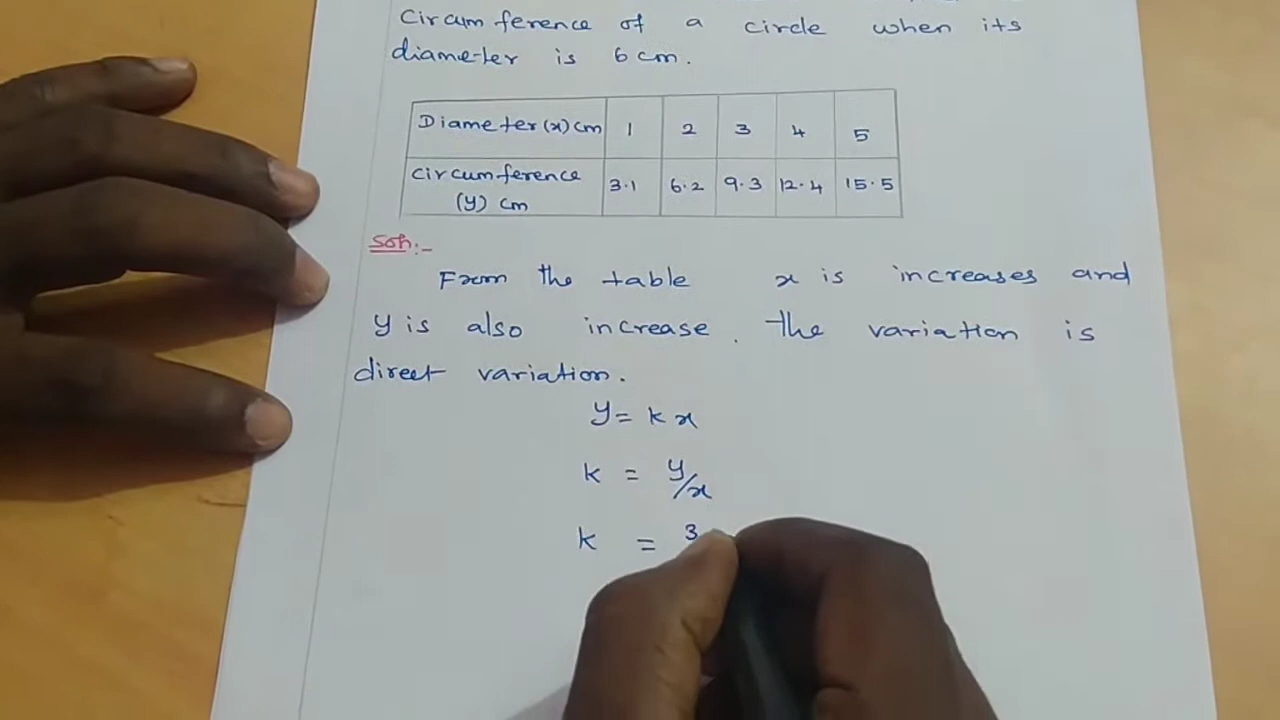 Circumference of a circle when its
diameter is 6 cm.
Diameter (x) cm 1 2 3 4 5
circumference 3.1 6.2 9.3 12.4 15.5
(y) cm
Soln:-
From the table x is increases and
y is also increase. the variation is
direct variation.
y = kx
k = y/x
k = 3